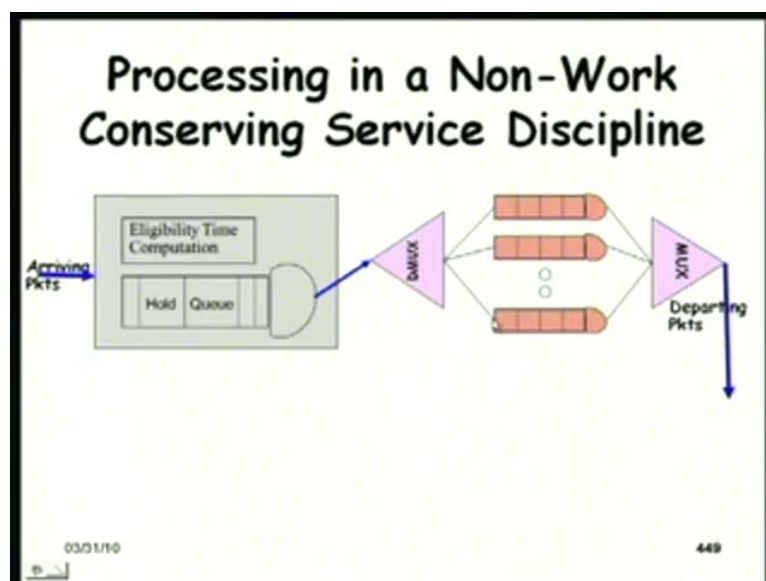 Processing in a Non-Work
Conserving Service Discipline
Eligibility Time
Computation
Arriving
Pkts
Hold Queue
DMUX
MUX
Departing
Pkts
03/31/10
449